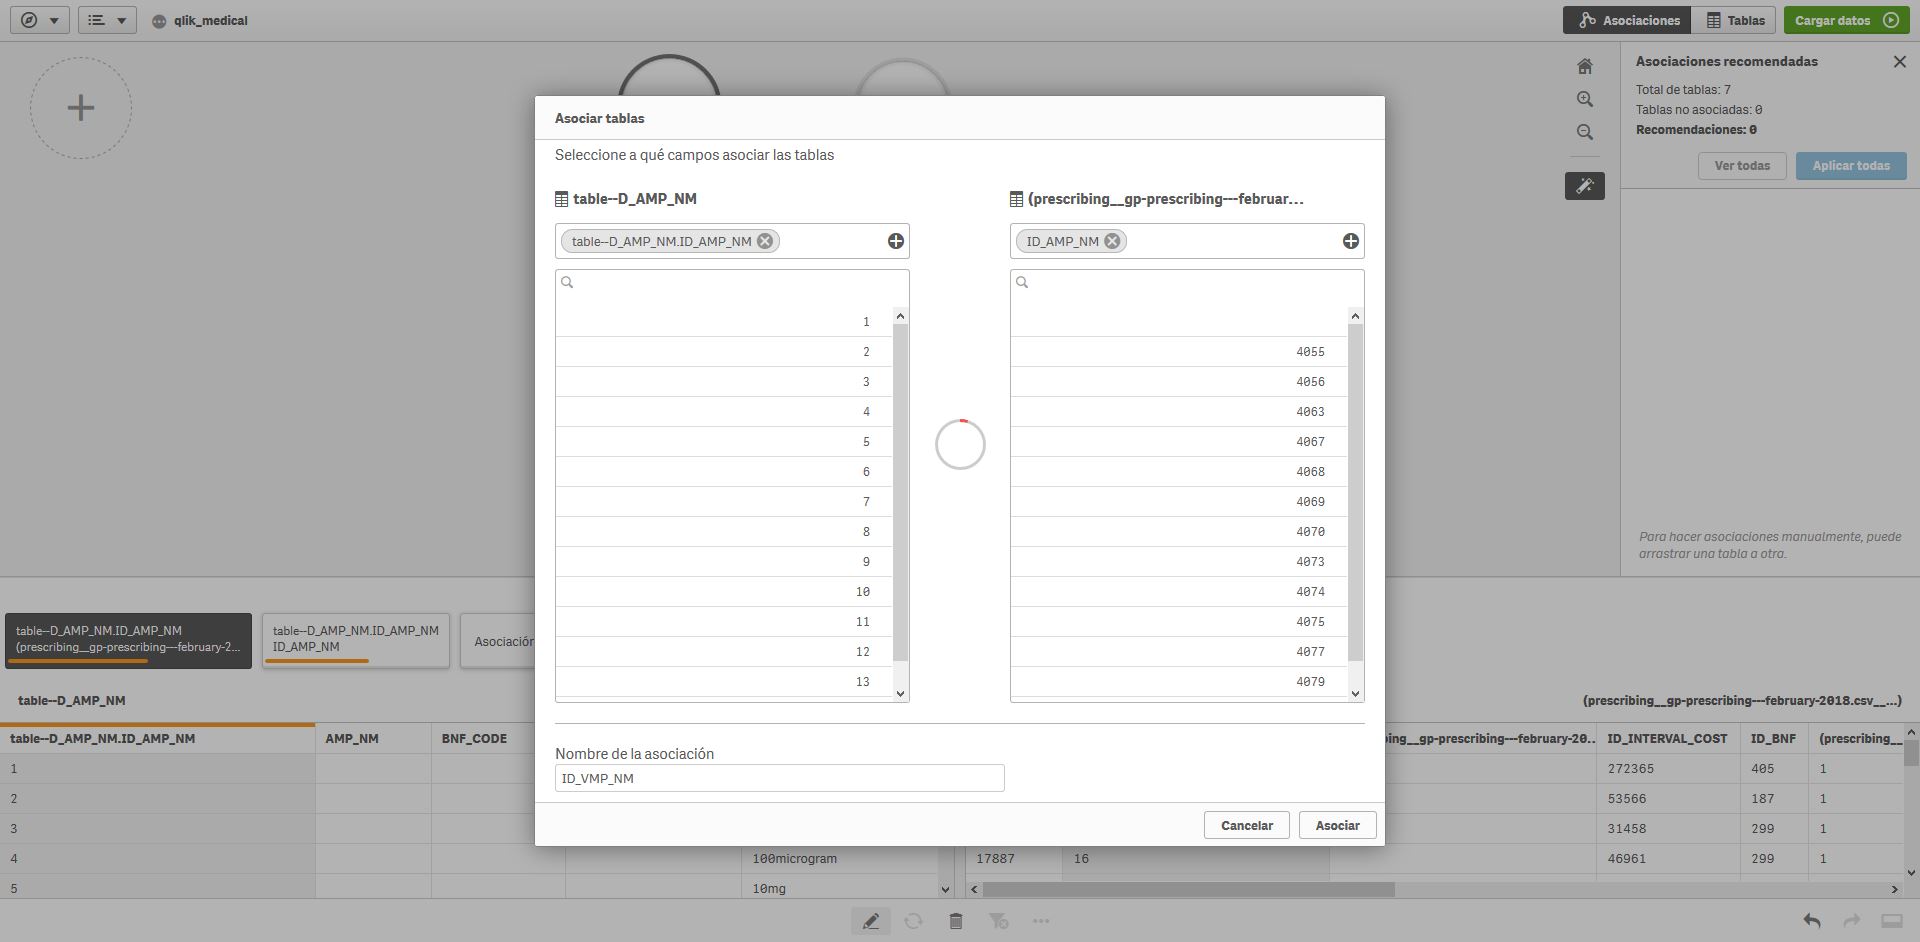 qlik_medical
Asociaciones
Tablas
Cargar datos
Asociaciones recomendadas
Total de tablas: 7
Tablas no asociadas: 0
Recomendaciones: 0
Ver todas
Aplicar todas
Para hacer asociaciones manualmente, puede
arrastrar una tabla a otra.
Asociar tablas
Seleccione a qué campos asociar las tablas
table--D_AMP_NM
(prescribing__gp-prescribing---februar...
table--D_AMP_NM.ID_AMP_NM
ID_AMP_NM
1
2
3
4
5
6
7
8
9
10
11
12
13
4055
4056
4063
4067
4068
4069
4070
4073
4074
4075
4077
4079
Nombre de la asociación
ID_VMP_NM
Cancelar
Asociar
table--D_AMP_NM.ID_AMP_NM
(prescribing__gp-prescribing---february-2...
table--D_AMP_NM.ID_AMP_NM
ID_AMP_NM
Asociación
table--D_AMP_NM
(prescribing__gp-prescribing---february-2018.csv__...)
table--D_AMP_NM.ID_AMP_NM AMP_NM BNF_CODE
1
2
3
4 100microgram
5 10mg
ing__gp-prescribing---february-20.. ID_INTERVAL_COST ID_BNF (prescribing__
272365 405 1
53566 187 1
31458 299 1
17887 16 46961 299 1